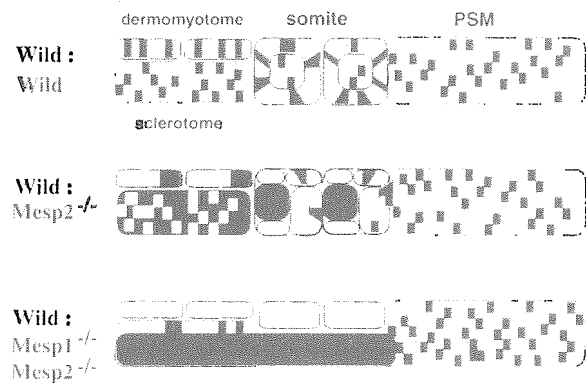 dermomyotome somite PSM
Wild :
Wild
sclerotome
Wild :
Mesp2 -/-
Wild :
Mesp1 -/-
Mesp2 -/-